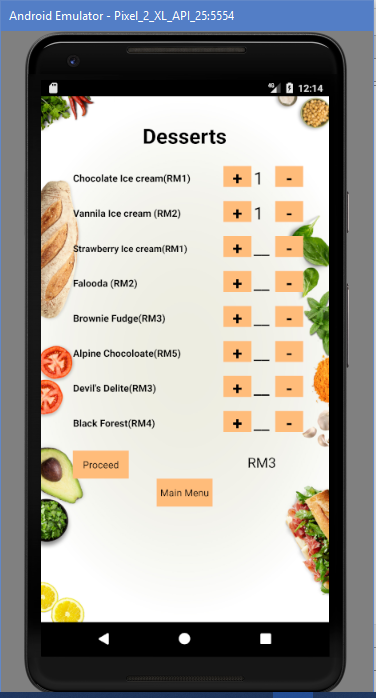 Android Emulator - Pixel_2_XL_API_25:5554
12:14
Desserts
Chocolate Ice cream(RM1) + 1 -
Vannila Ice cream (RM2) + 1 -
Strawberry Ice cream(RM1) + __ -
Falooda (RM2) + __ -
Brownie Fudge(RM3) + __ -
Alpine Chocoloate(RM5) + __ -
Devil's Delite(RM3) + __ -
Black Forest(RM4) + __ -
Proceed RM3
Main Menu